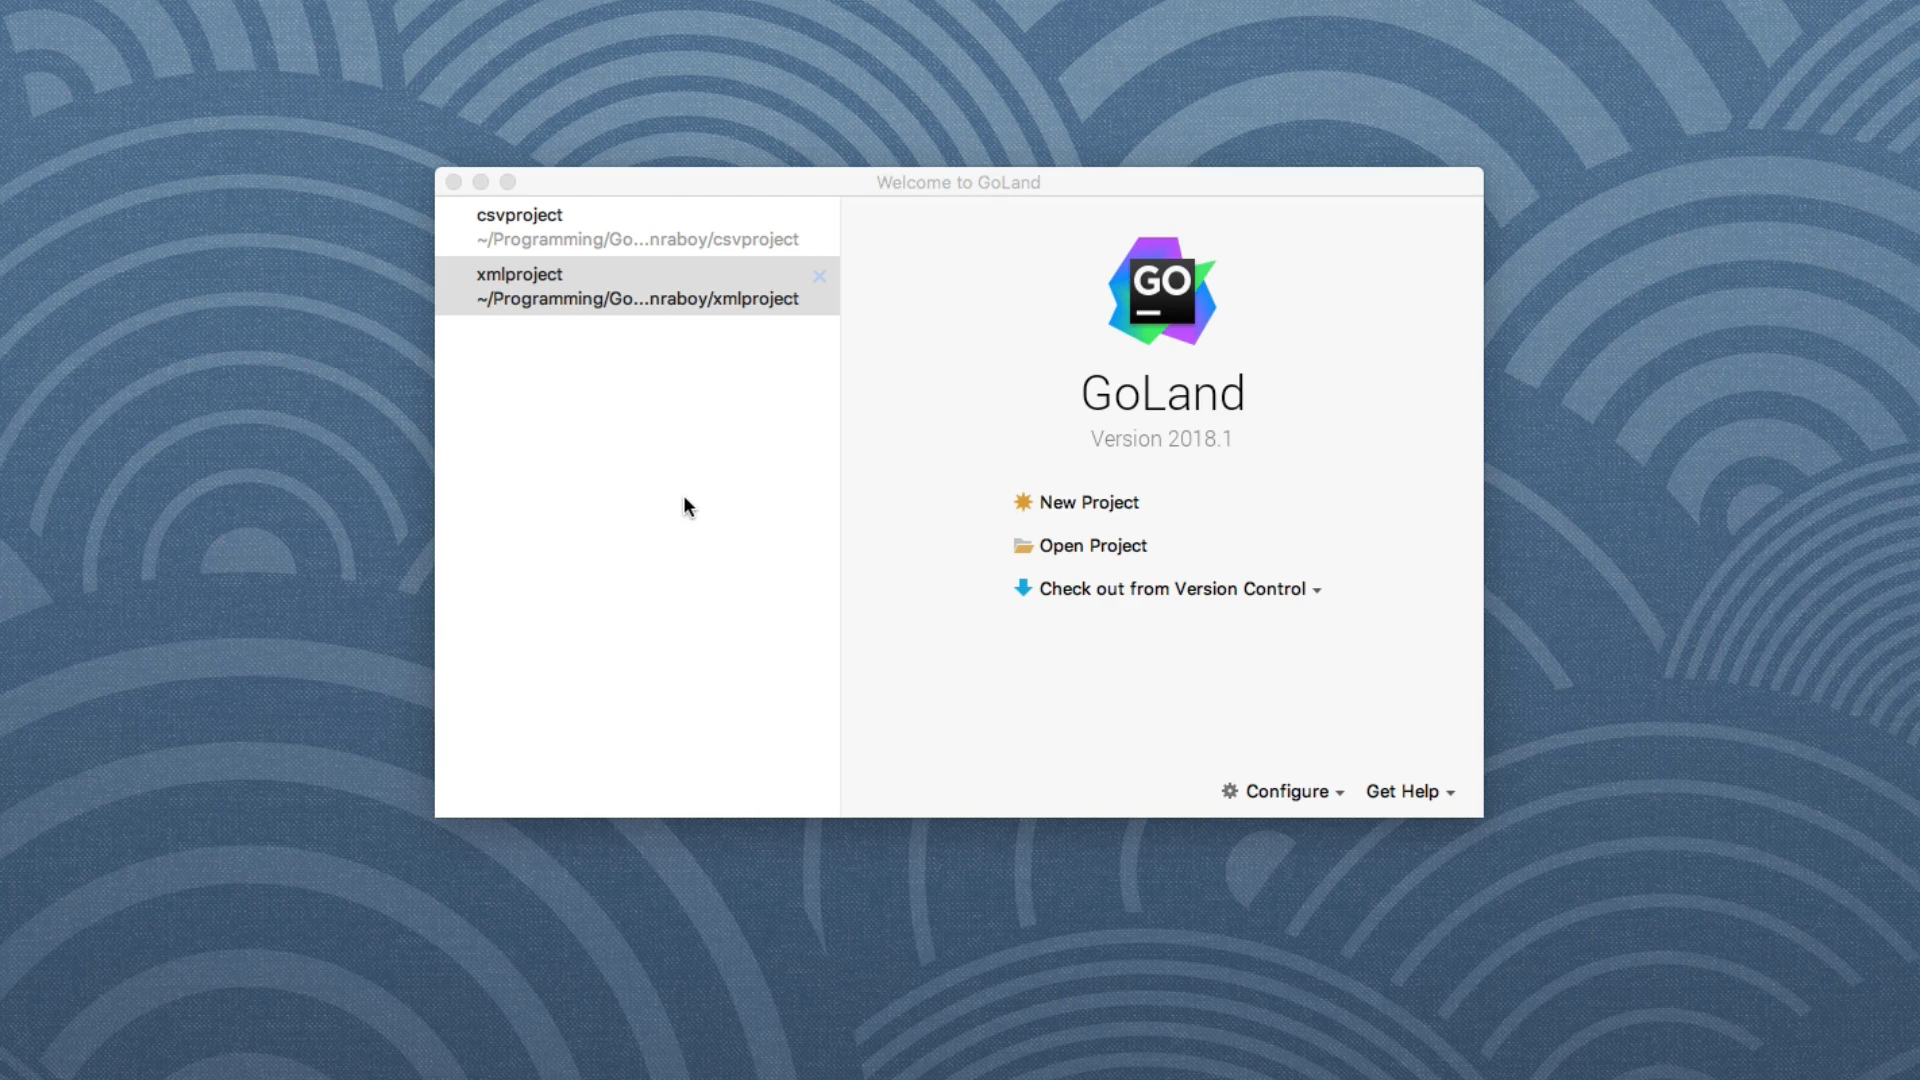 Welcome to GoLand
csvproject
~/Programming/Go...nraboy/csvproject
xmlproject
~/Programming/Go...nraboy/xmlproject
GO
GoLand
Version 2018.1
New Project
Open Project
Check out from Version Control
Configure
Get Help